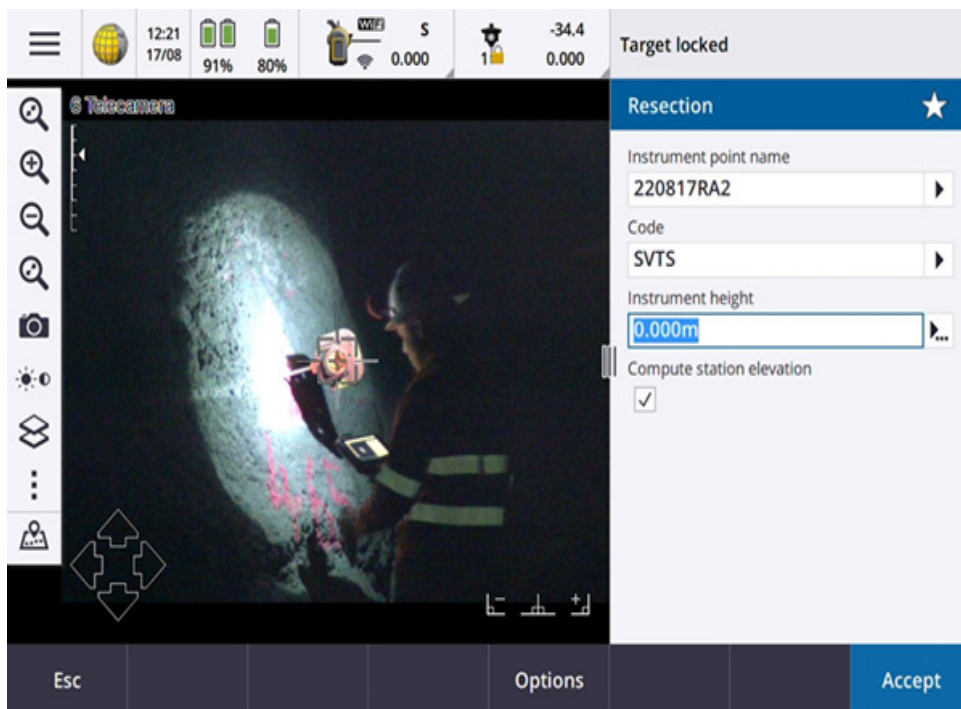 12:21
17/08
91%
80%
WiFi
S
0.000
1
-34.4
0.000
Target locked
6 Telecamera
Resection
Instrument point name
220817RA2
Code
SVTS
Instrument height
0.000m
Compute station elevation
Esc
Options
Accept